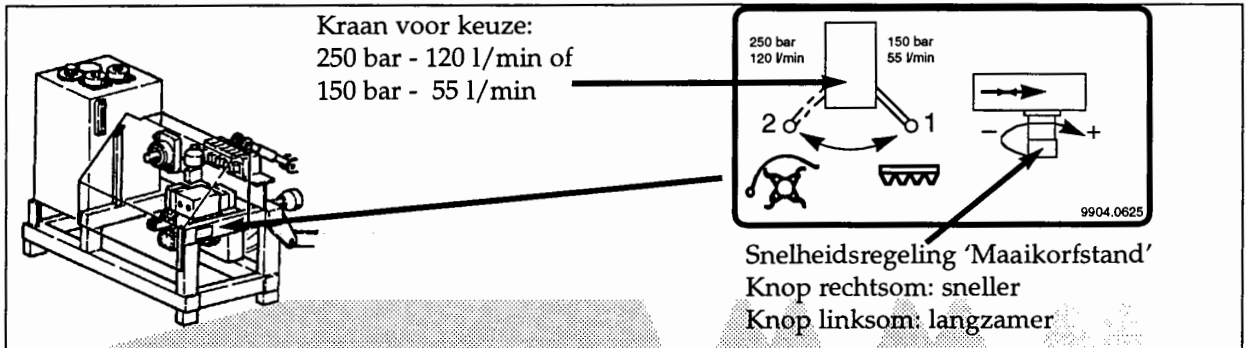 Kraan voor keuze:
250 bar - 120 l/min of
150 bar - 55 l/min
250 bar
120 l/min
150 bar
55 l/min
2
1
- +
9904.0625
Snelheidsregeling ‘Maaikorfstand’
Knop rechtsom: sneller
Knop linksom: langzamer